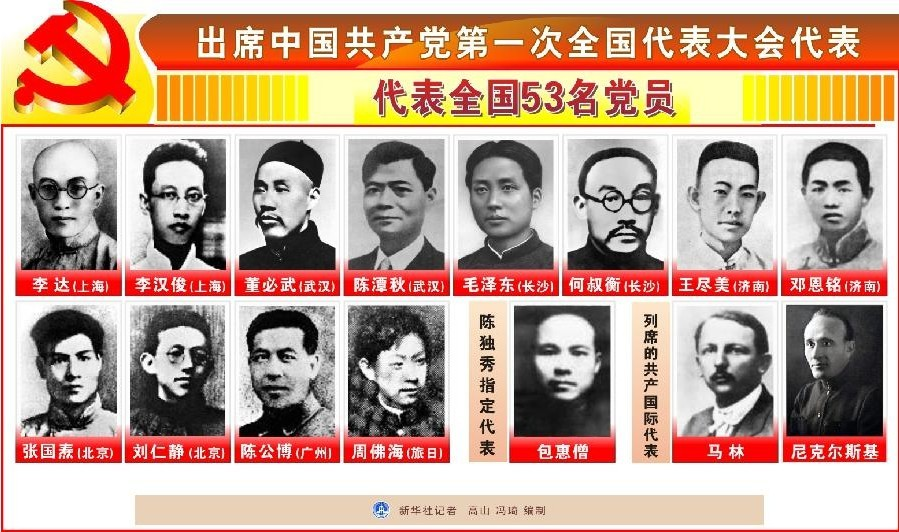 出席中国共产党第一次全国代表大会代表
代表全国53名党员
李 达(上海)
李汉俊(上海)
董必武(武汉)
陈潭秋(武汉)
毛泽东(长沙)
何叔衡(长沙)
王尽美(济南)
邓恩铭(济南)
张国焘(北京)
刘仁静(北京)
陈公博(广州)
周佛海(旅日)
陈独秀指定代表
包惠僧
列席的共产国际代表
马 林
尼克尔斯基
新华社记者 高山 冯琦 编制